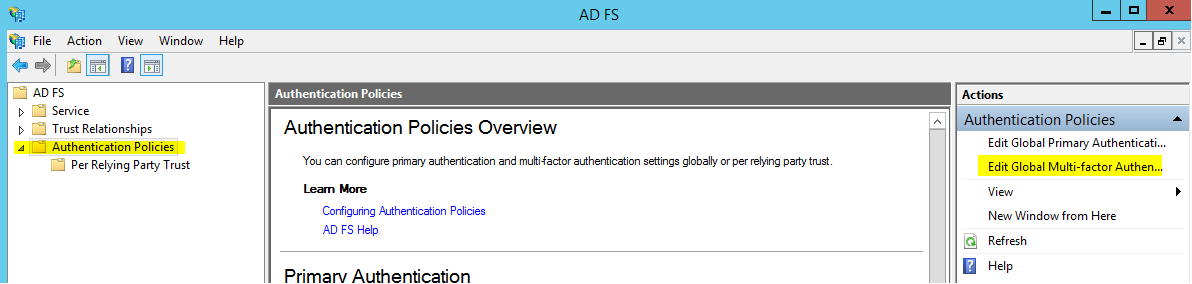 AD FS
File Action View Window Help
AD FS
Service
Trust Relationships
Authentication Policies
Per Relying Party Trust
Authentication Policies
Authentication Policies Overview
You can configure primary authentication and multi-factor authentication settings globally or per relying party trust.
Learn More
Configuring Authentication Policies
AD FS Help
Primary Authentication
Actions
Authentication Policies
Edit Global Primary Authenticati...
Edit Global Multi-factor Authen...
View
New Window from Here
Refresh
Help